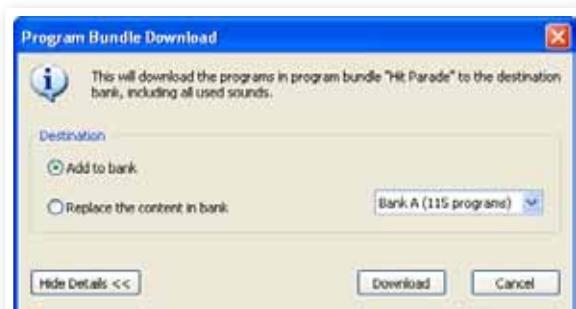 Program Bundle Download
This will download the programs in program bundle "Hit Parade" to the destination
bank, including all used sounds.
Destination
Add to bank
Replace the content in bank
Bank A (115 programs)
Hide Details <<
Download
Cancel